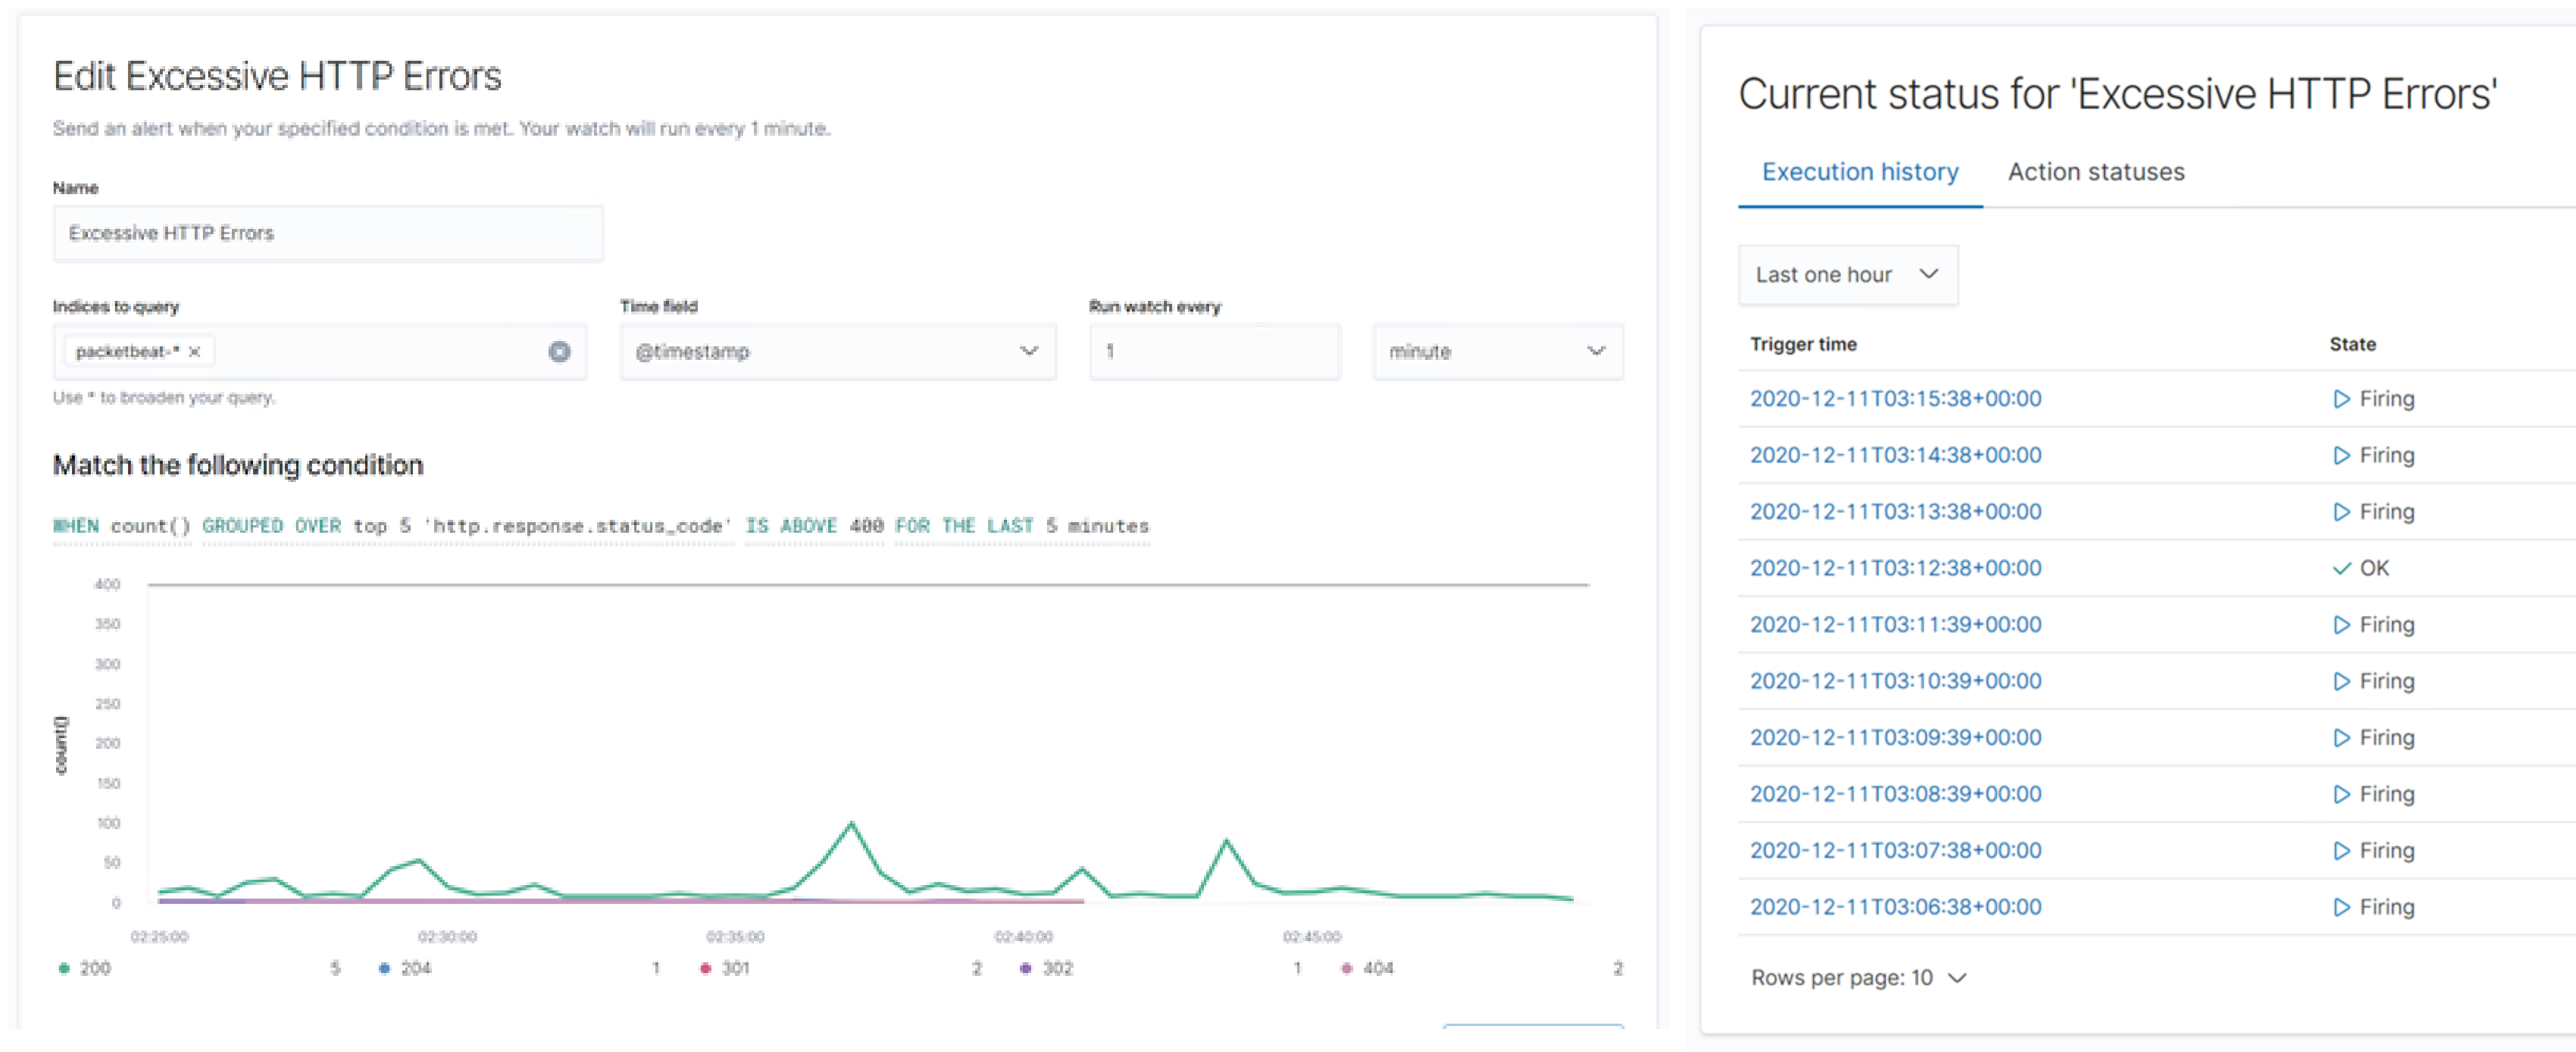 Edit Excessive HTTP Errors
Send an alert when your specified condition is met. Your watch will run every 1 minute.
Name
Excessive HTTP Errors
Indices to query
Time field
Run watch every
packetbeat-* ×
@timestamp
1
minute
Use * to broaden your query.
Match the following condition
WHEN count() GROUPED OVER top 5 'http.response.status_code' IS ABOVE 400 FOR THE LAST 5 minutes
count()
400
350
300
250
200
150
100
50
0
02:25:00 02:30:00 02:35:00 02:40:00 02:45:00
200 5 204 1 301 2 302 1 404 2
Current status for 'Excessive HTTP Errors'
Execution history Action statuses
Last one hour
Trigger time State
2020-12-11T03:15:38+00:00 Firing
2020-12-11T03:14:38+00:00 Firing
2020-12-11T03:13:38+00:00 Firing
2020-12-11T03:12:38+00:00 OK
2020-12-11T03:11:39+00:00 Firing
2020-12-11T03:10:39+00:00 Firing
2020-12-11T03:09:39+00:00 Firing
2020-12-11T03:08:39+00:00 Firing
2020-12-11T03:07:38+00:00 Firing
2020-12-11T03:06:38+00:00 Firing
Rows per page: 10